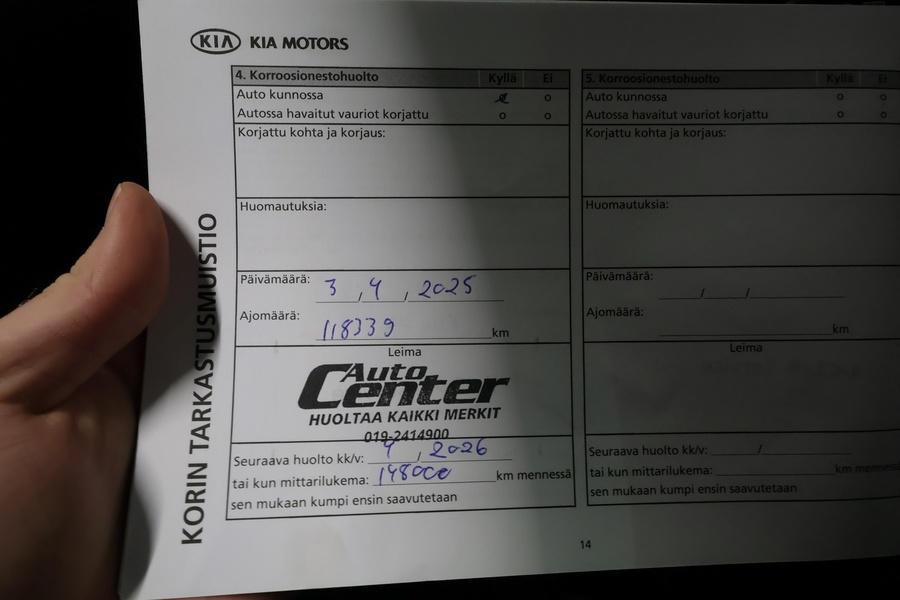 KIA KIA MOTORS
KORIN TARKASTUSMUISTIO
4. Korroosionestohuolto Kyllä Ei
Auto kunnossa o
Autossa havaitut vauriot korjattu o o
Korjattu kohta ja korjaus:
Huomautuksia:
Päivämäärä: 3 / 4 / 2025
Ajomäärä: 118339 km
Leima
Auto
Center
HUOLTAA KAIKKI MERKIT
019-2414900
Seuraava huolto kk/v: 4 / 2026
tai kun mittarilukema: 148000 km mennessä
sen mukaan kumpi ensin saavutetaan
5. Korroosionestohuolto Kyllä Ei
Auto kunnossa o o
Autossa havaitut vauriot korjattu o o
Korjattu kohta ja korjaus:
Huomautuksia:
Päivämäärä: / /
Ajomäärä: km
Leima
Seuraava huolto kk/v: /
tai kun mittarilukema: km mennessä
sen mukaan kumpi ensin saavutetaan
14